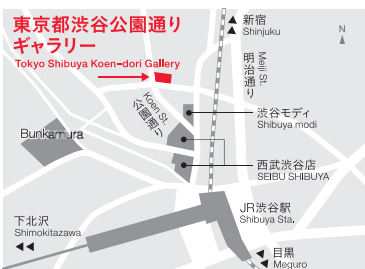 東京都渋谷公園通り
ギャラリー
Tokyo Shibuya Koen-dori Gallery
新宿
Shinjuku
N
Meiji St.
明治通り
Koen St.
公園通り
渋谷モディ
Shibuya modi
Bunkamura
西武渋谷店
SEIBU SHIBUYA
下北沢
Shimokitazawa
JR渋谷駅
Shibuya Sta.
目黒
Meguro